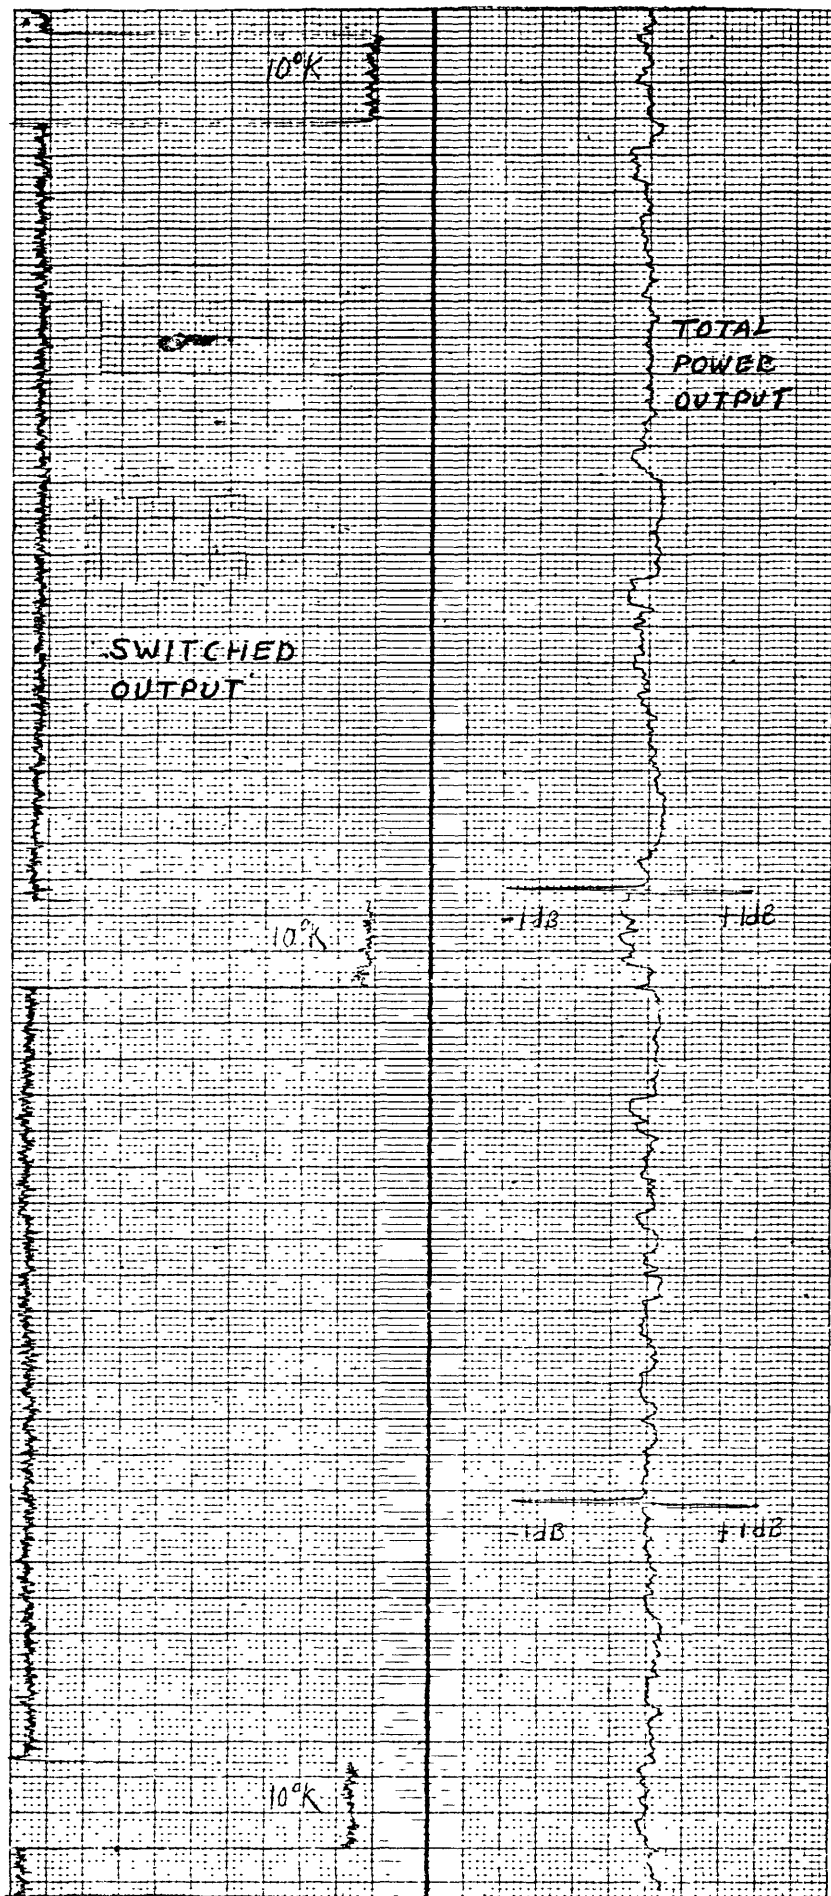 10°K
TOTAL
POWER
OUTPUT
SWITCHED
OUTPUT
-1dB
+1dB
10°K
-1dB
+1dB
10°K